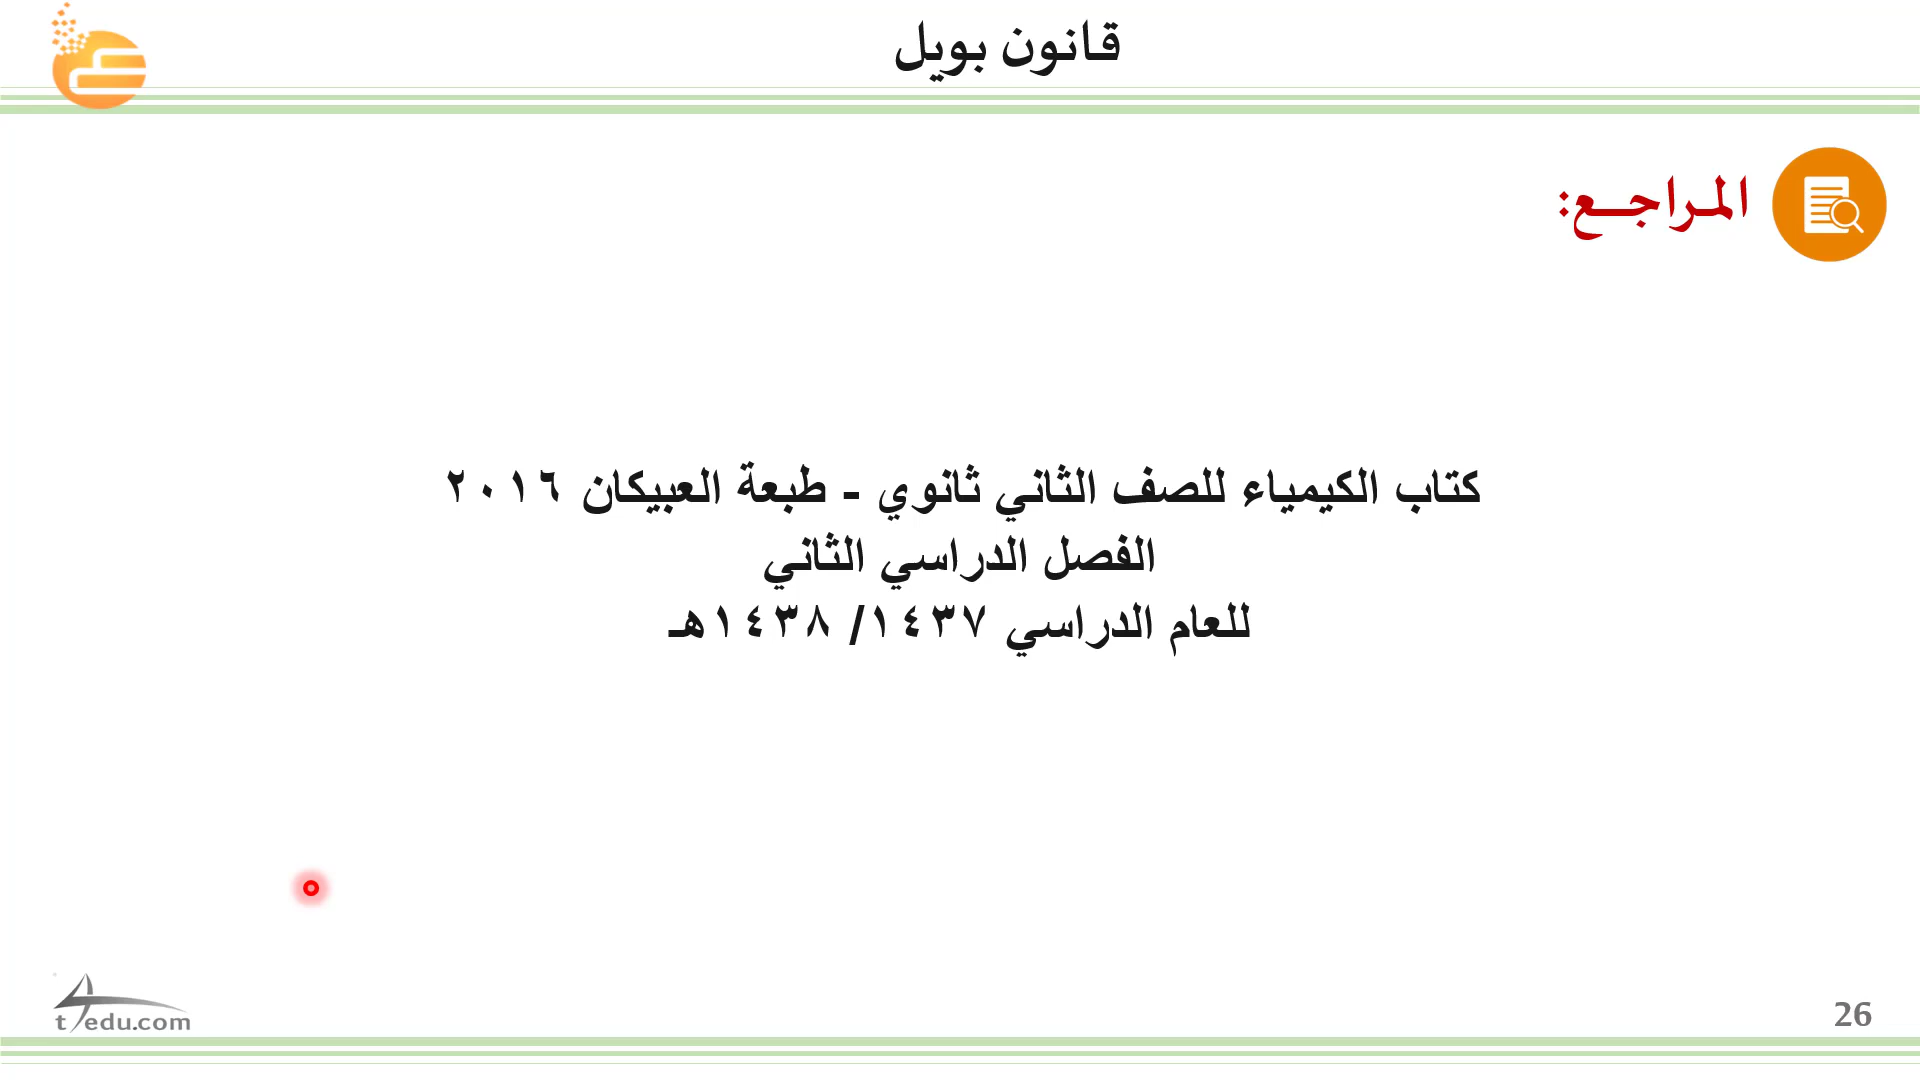 قانون بويل
المراجع:
كتاب الكيمياء للصف الثاني ثانوي - طبعة العبيكان ٢٠١٦
الفصل الدراسي الثاني
للعام الدراسي ١٤٣٧/ ١٤٣٨هـ
t4edu.com
26